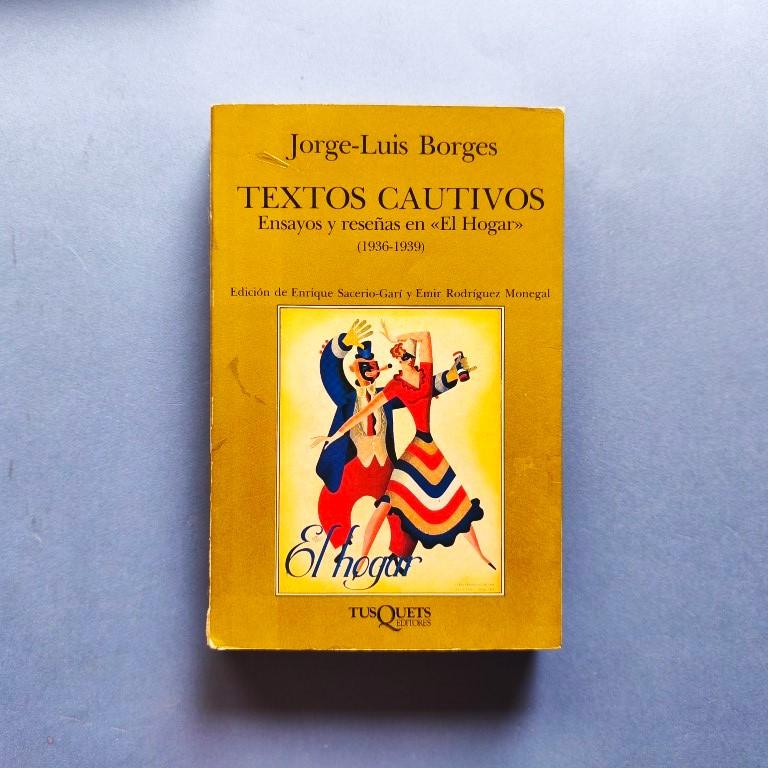 Jorge-Luis Borges
TEXTOS CAUTIVOS
Ensayos y reseñas en «El Hogar»
(1936-1939)
Edición de Enrique Sacerio-Garí y Emir Rodríguez Monegal
El hogar
TUSQUETS
EDITORES